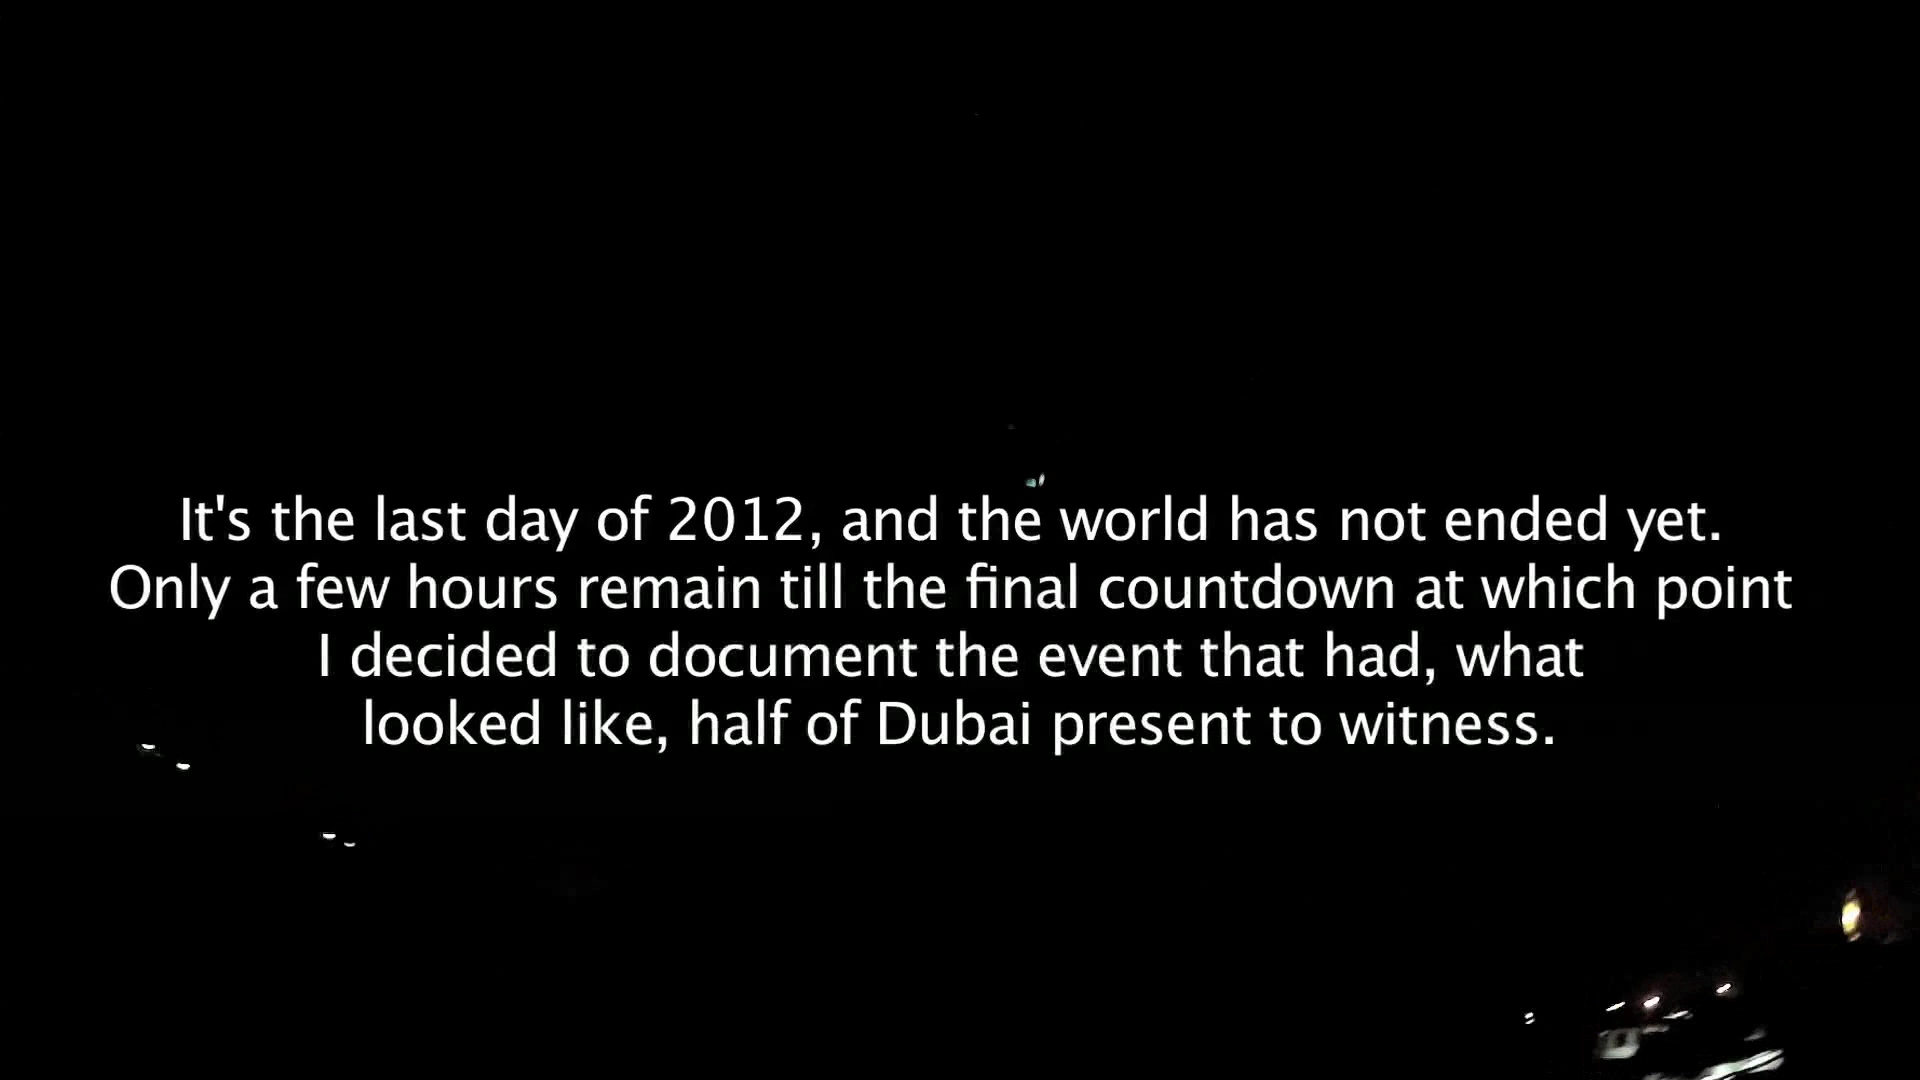 It's the last day of 2012, and the world has not ended yet.
Only a few hours remain till the final countdown at which point
I decided to document the event that had, what
looked like, half of Dubai present to witness.